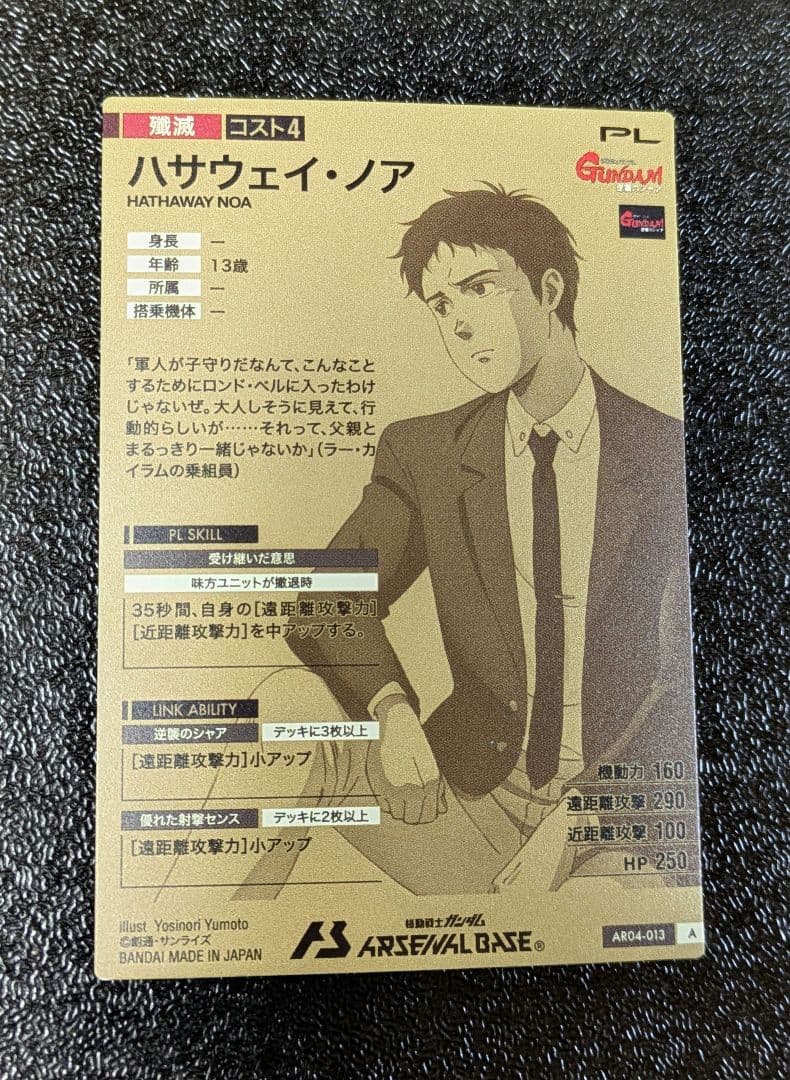 殲滅 コスト4
PL
ハサウェイ・ノア
HATHAWAY NOA
GUNDAM
逆襲のシャア
GUNDAM
逆襲のシャア
身長 ―
年齢 13歳
所属 ―
搭乗機体 ―
「軍人が子守りだなんて、こんなこと
するためにロンド・ベルに入ったわけ
じゃないぜ。大人しそうに見えて、行
動的らしいが……それって、父親と
まるっきり一緒じゃないか」（ラー・カ
イラムの乗組員）
PL SKILL
受け継いだ意思
味方ユニットが撤退時
35秒間、自身の[遠距離攻撃力]
[近距離攻撃力]を中アップする。
LINK ABILITY
逆襲のシャア デッキに3枚以上
[遠距離攻撃力]小アップ
優れた射撃センス デッキに2枚以上
[遠距離攻撃力]小アップ
機動力 160
遠距離攻撃 290
近距離攻撃 100
HP 250
illust Yosinori Yumoto
©創通・サンライズ
BANDAI MADE IN JAPAN
機動戦士ガンダム
ARSENAL BASE®
AR04-013 A